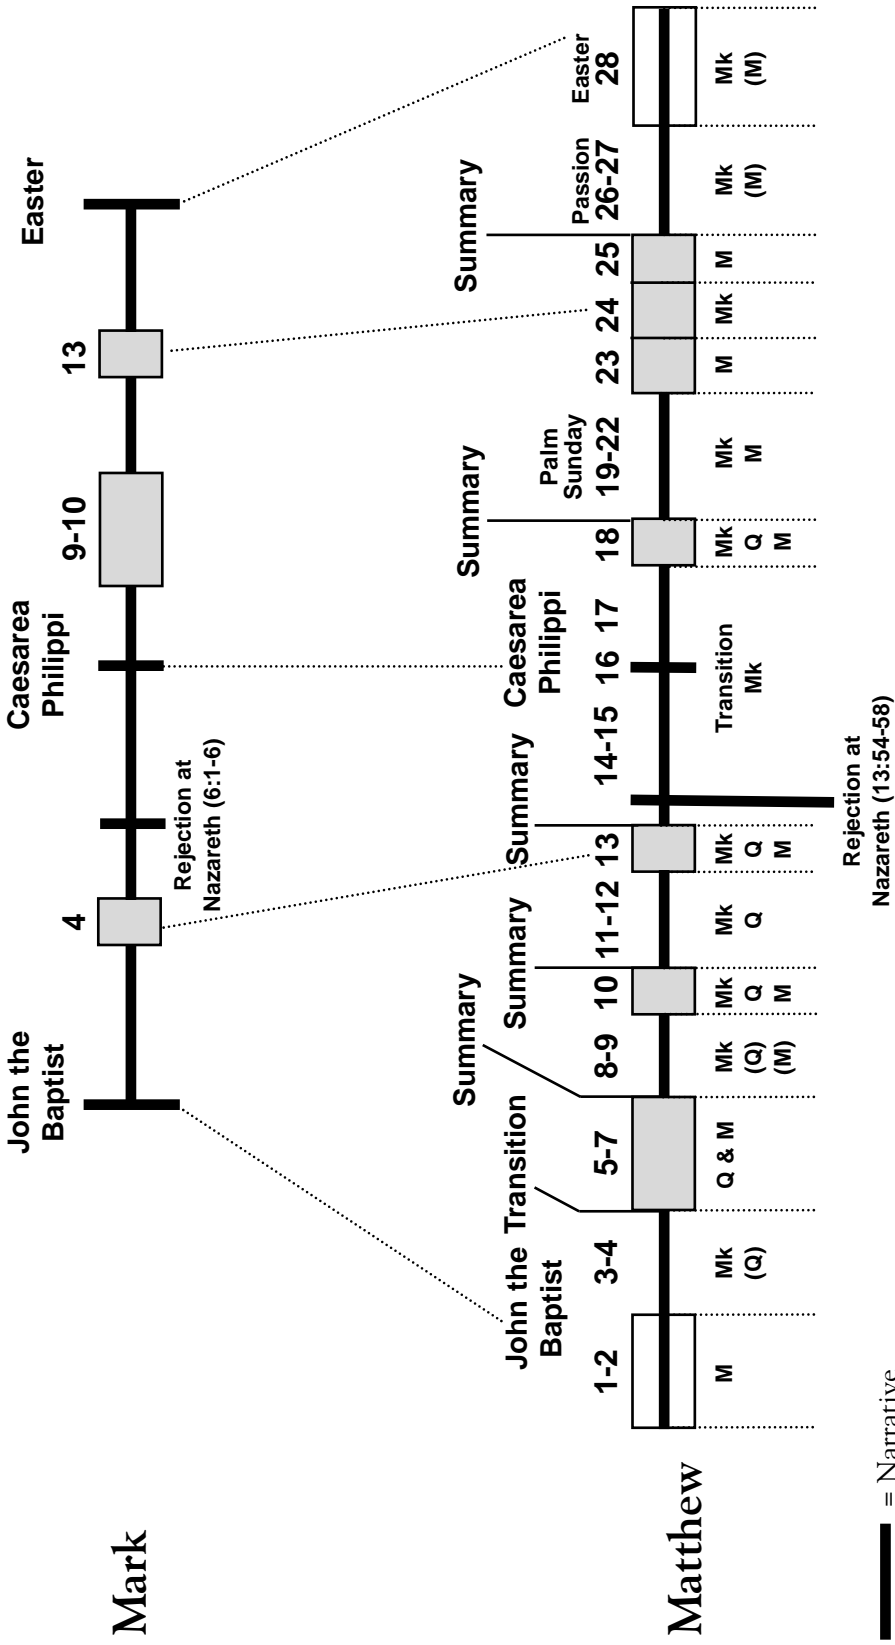 Mark
John the
Baptist
4
Rejection at
Nazareth (6:1-6)
Caesarea
Philippi
9-10
13
Easter
Matthew
John the
Baptist
Transition
Summary
Summary
Summary
Caesarea
Philippi
Summary
Summary
1-2
3-4
5-7
8-9
10
11-12
13
14-15
16
17
18
Palm
Sunday
19-22
23
24
25
Passion
26-27
Easter
28
M
Mk
(Q)
Q & M
Mk
(Q)
(M)
Mk
Q
M
Mk
Q
Mk
Q
M
Transition
Mk
Mk
Q
M
Mk
M
M
Mk
M
Mk
(M)
Mk
(M)
Rejection at
Nazareth (13:54-58)
= Narrative